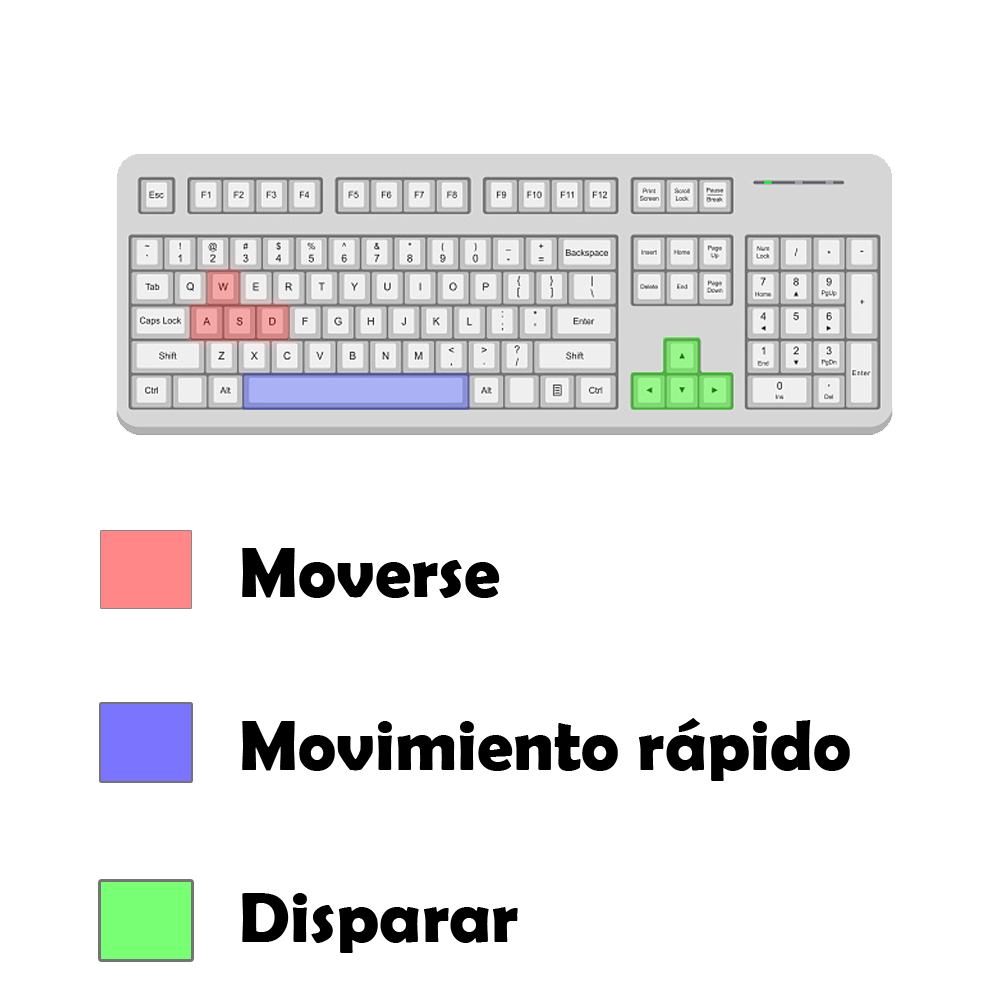 Esc F1 F2 F3 F4 F5 F6 F7 F8 F9 F10 F11 F12 Print Screen Scroll Lock Pause Break
~ ` ! 1 @ 2 # 3 $ 4 % 5 ^ 6 & 7 * 8 ( 9 ) 0 _ - + = Backspace Insert Home Page Up Num Lock / * -
Tab Q W E R T Y U I O P { [ } ] | \ Delete End Page Down 7 Home 8 ▲ 9 PgUp +
Caps Lock A S D F G H J K L : ; " ' Enter 4 ◄ 5 6 ►
Shift Z X C V B N M < , > . ? / Shift ▲ 1 End 2 ▼ 3 PgDn Enter
Ctrl Alt Alt Ctrl ◄ ▼ ► 0 Ins . Del
Moverse
Movimiento rápido
Disparar